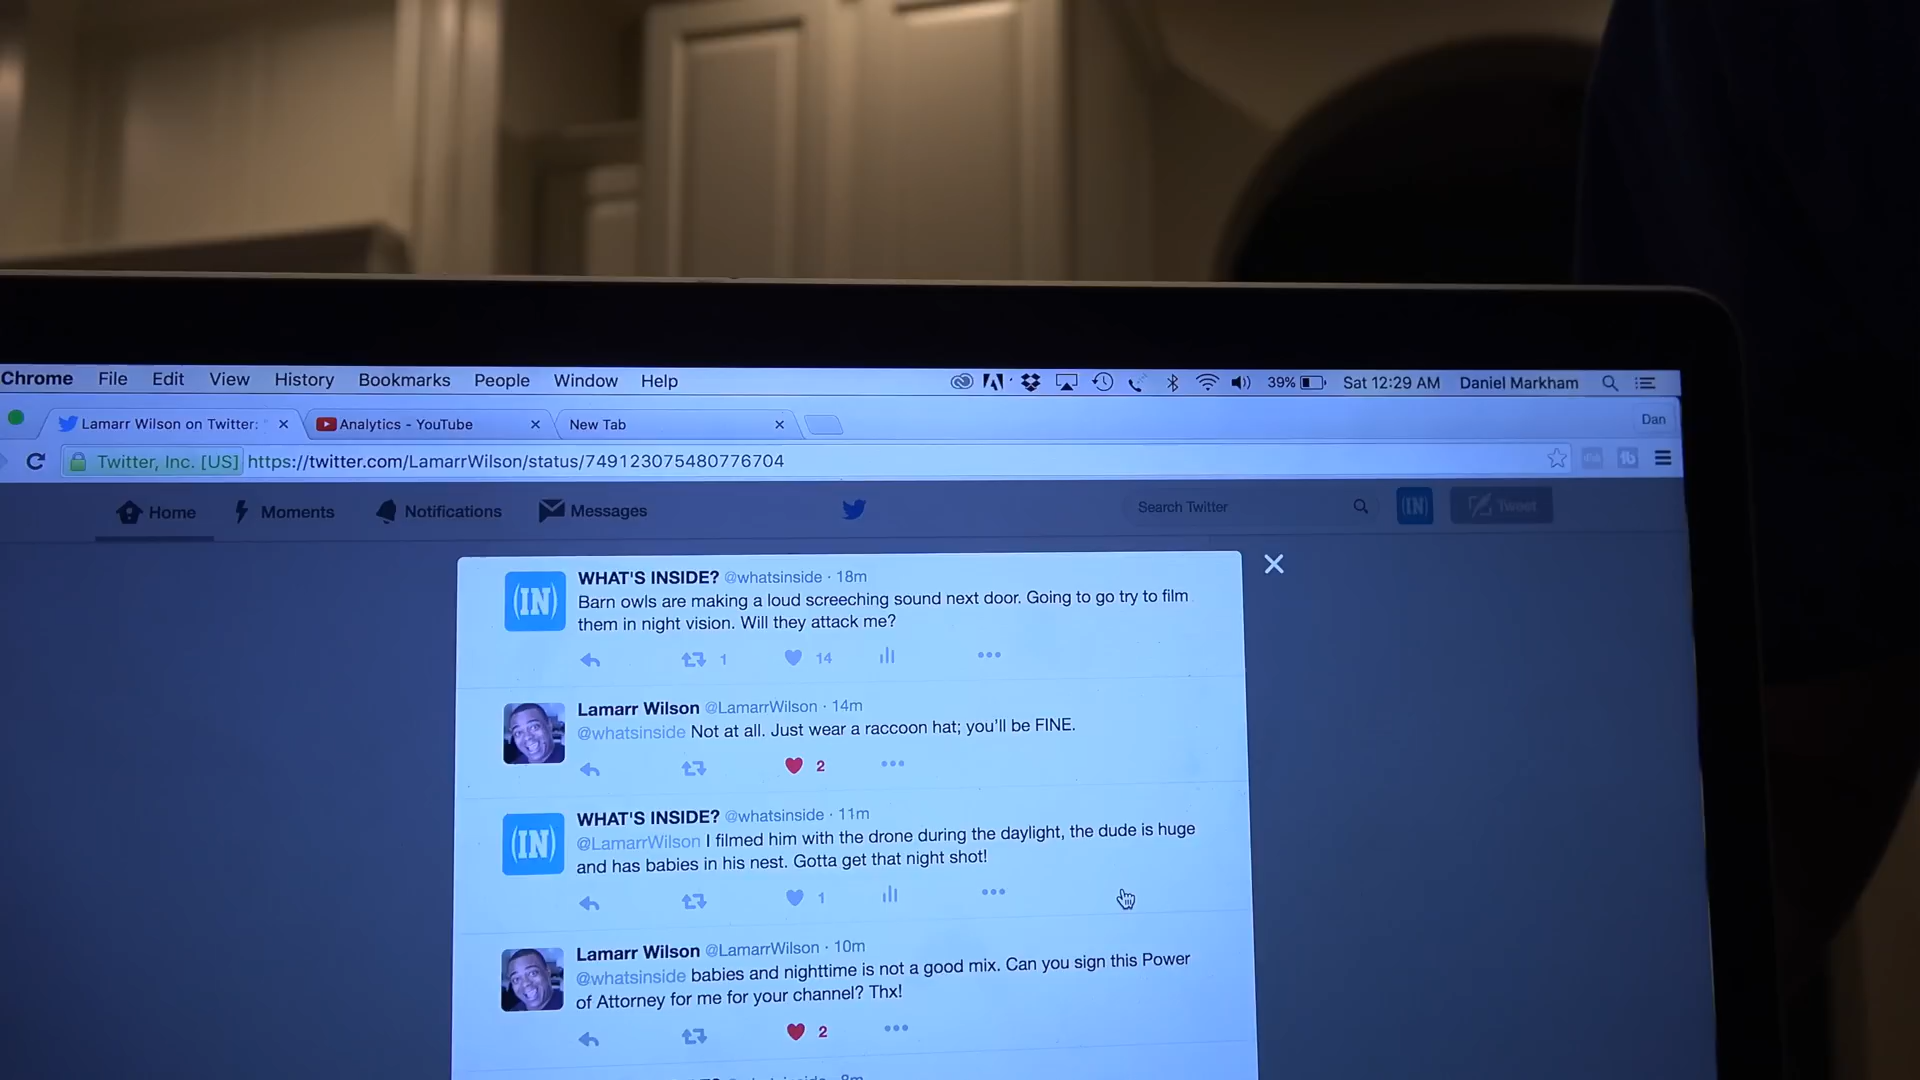 Chrome File Edit View History Bookmarks People Window Help 39% Sat 12:29 AM Daniel Markham
Lamarr Wilson on Twitter: Analytics - YouTube New Tab Dan
Twitter, Inc. [US] https://twitter.com/LamarrWilson/status/749123075480776704
Home Moments Notifications Messages Search Twitter (IN) Tweet
WHAT'S INSIDE? @whatsinside · 18m
(IN)
Barn owls are making a loud screeching sound next door. Going to go try to film
them in night vision. Will they attack me?
1 14
Lamarr Wilson @LamarrWilson · 14m
@whatsinside Not at all. Just wear a raccoon hat; you'll be FINE.
2
WHAT'S INSIDE? @whatsinside · 11m
(IN)
@LamarrWilson I filmed him with the drone during the daylight, the dude is huge
and has babies in his nest. Gotta get that night shot!
1
Lamarr Wilson @LamarrWilson · 10m
@whatsinside babies and nighttime is not a good mix. Can you sign this Power
of Attorney for me for your channel? Thx!
2